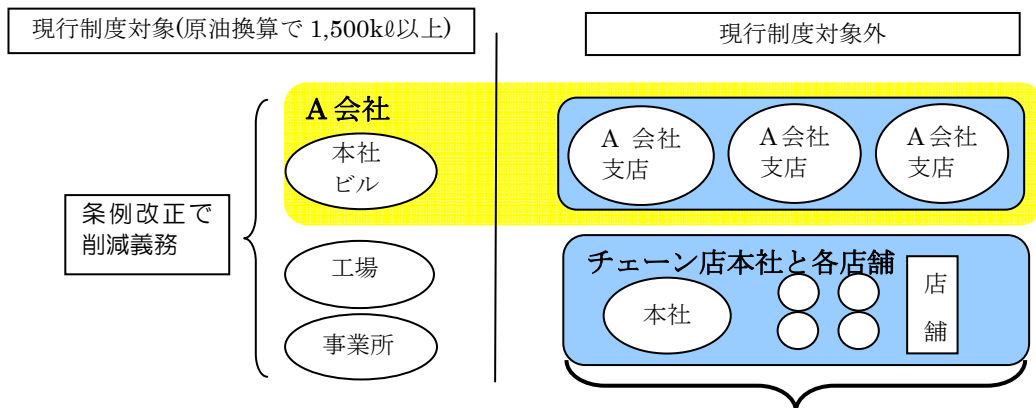 現行制度対象(原油換算で 1,500kℓ以上)
現行制度対象外
A 会社
本社
ビル
A 会社
支店
A 会社
支店
A 会社
支店
条例改正で
削減義務
工場
事業所
チェーン店本社と各店舗
本社
店
舗